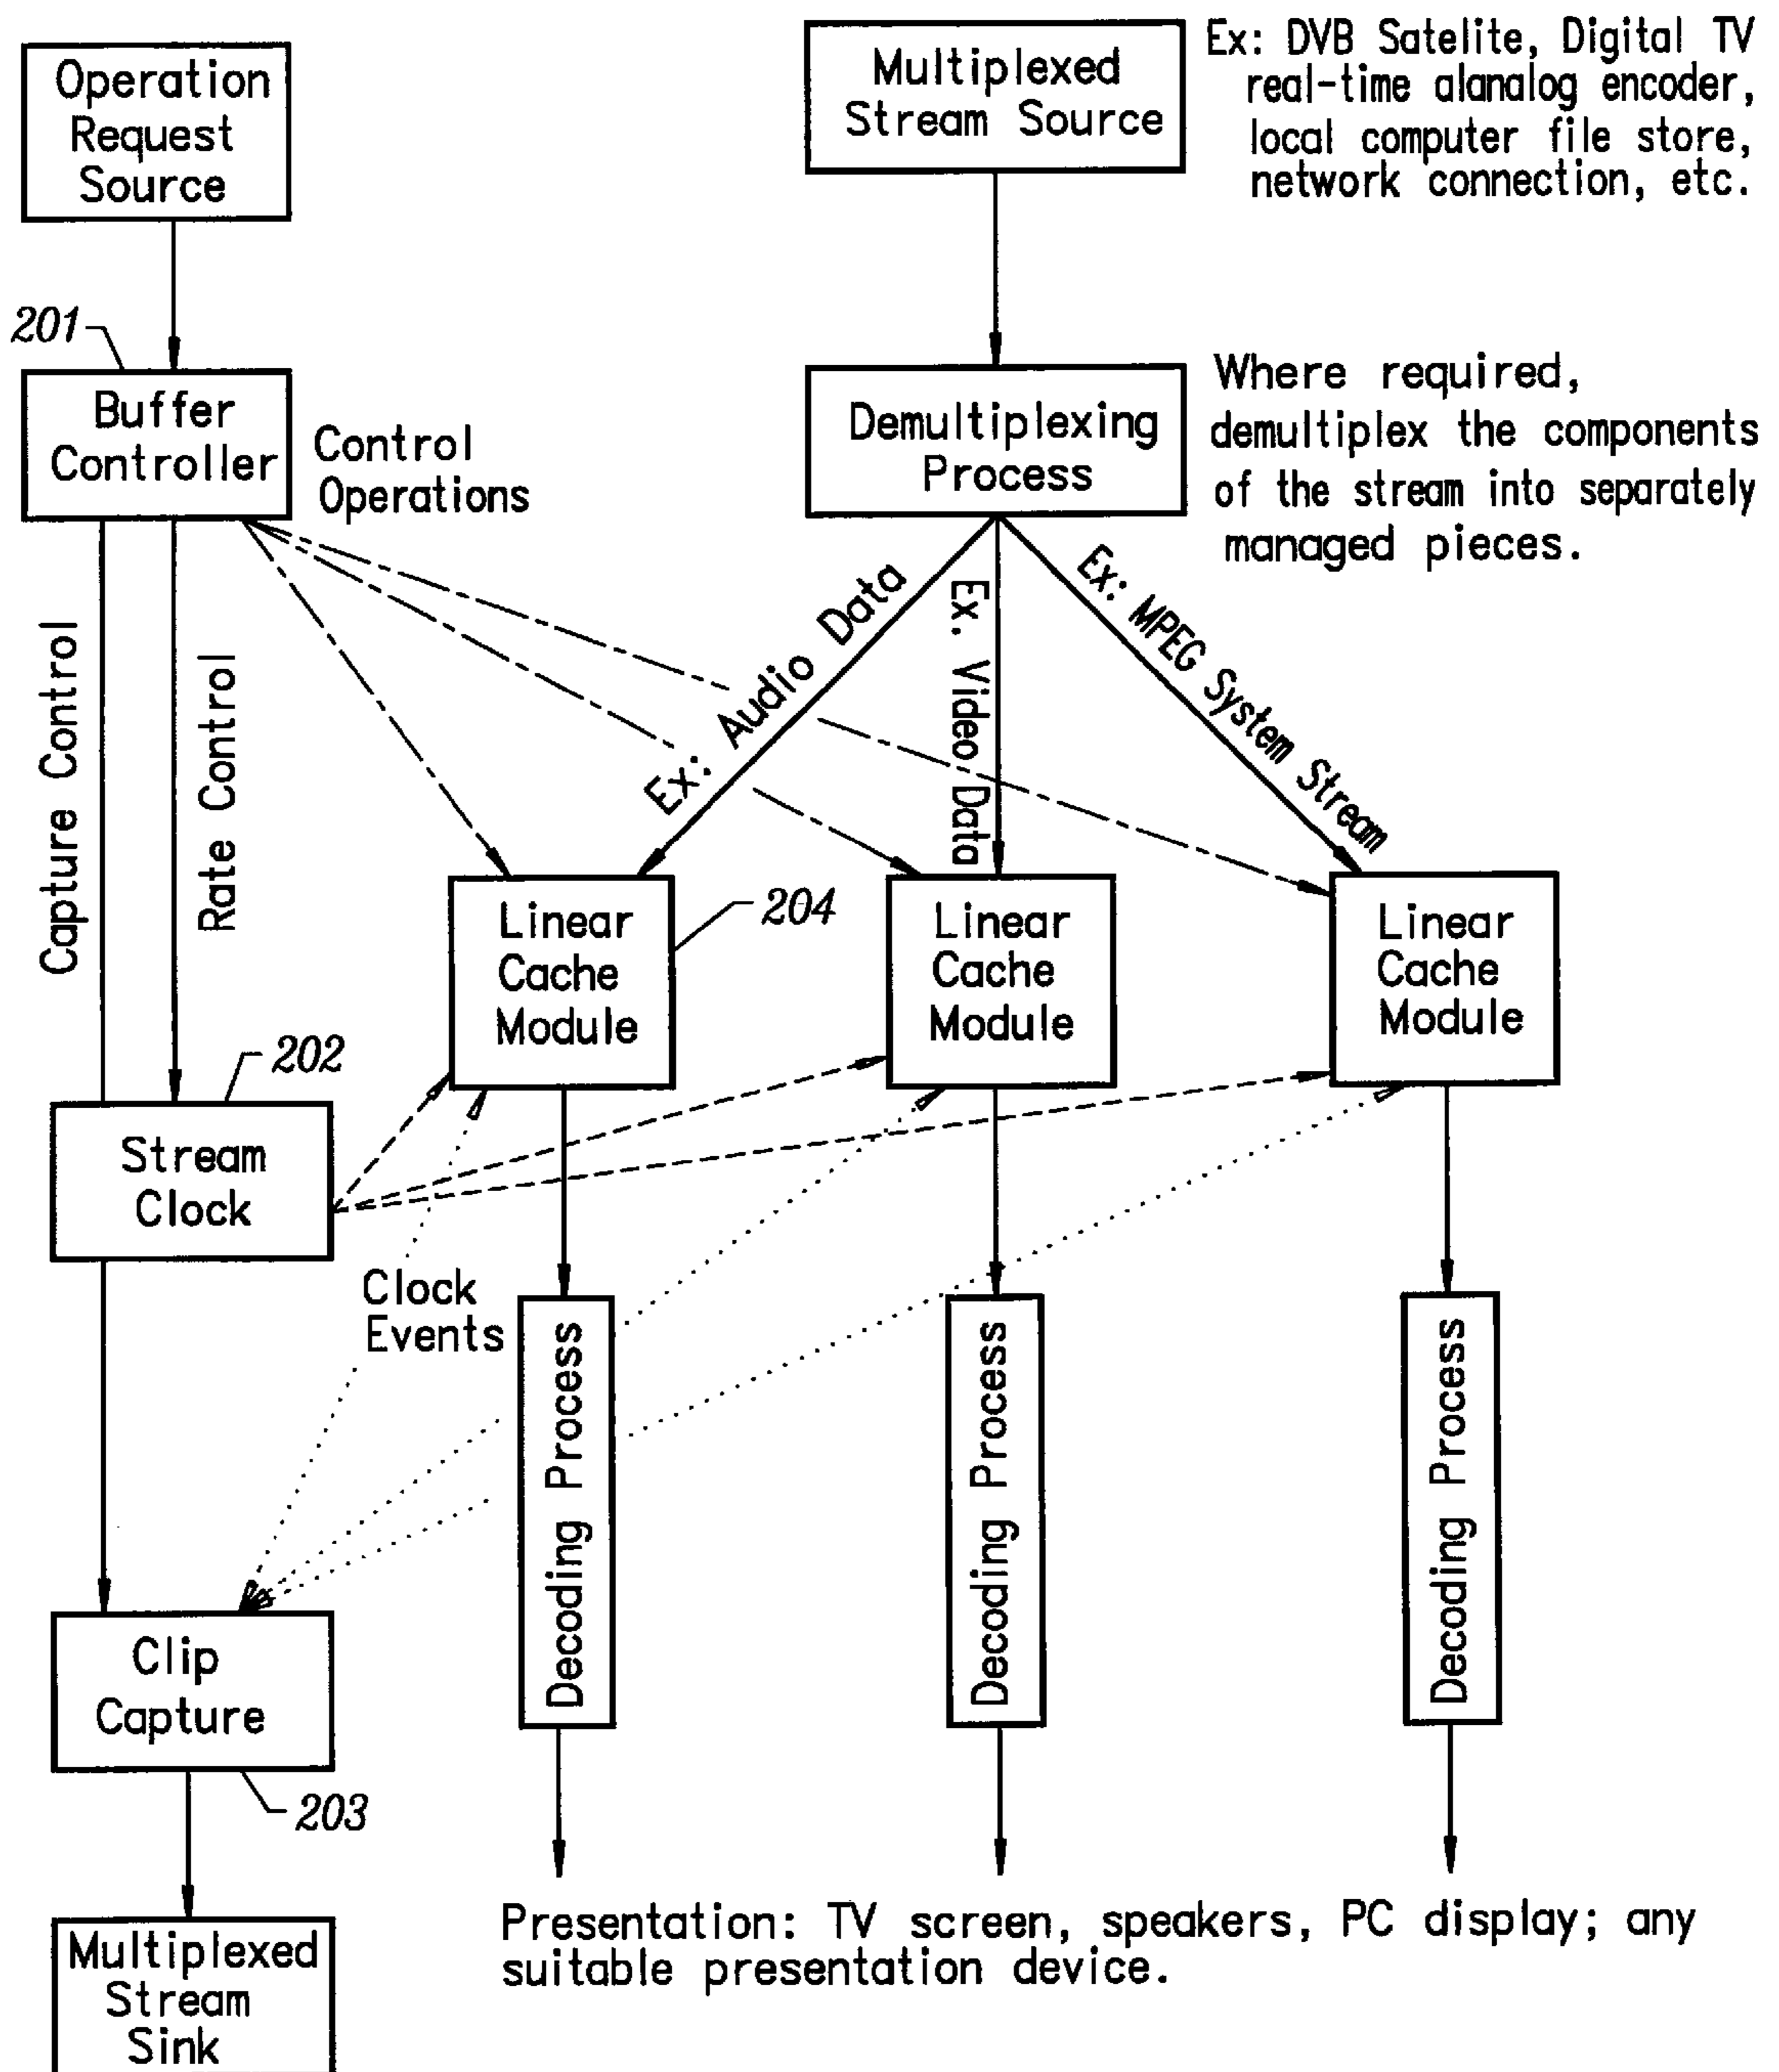 Operation
Request
Source
Multiplexed
Stream Source
Ex: DVB Satelite, Digital TV
real-time alanalog encoder,
local computer file store,
network connection, etc.
201
Buffer
Controller
Control
Operations
Demultiplexing
Process
Where required,
demultiplex the components
of the stream into separately
managed pieces.
Capture Control
Rate Control
Ex: Audio Data
Ex. Video Data
Ex: MPEG System Stream
Linear
Cache
Module
204
Linear
Cache
Module
Linear
Cache
Module
202
Stream
Clock
Clock
Events
Decoding Process
Decoding Process
Decoding Process
Clip
Capture
203
Multiplexed
Stream
Sink
Presentation: TV screen, speakers, PC display; any
suitable presentation device.